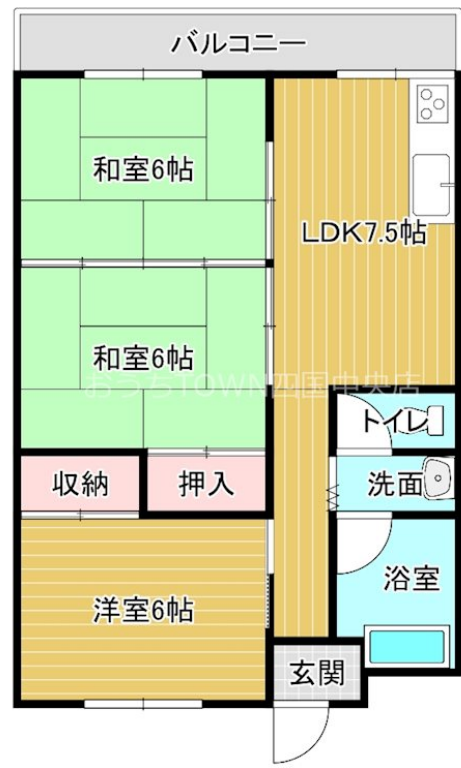 バルコニー
和室6帖
LDK7.5帖
和室6帖
おうちTOWN四国中央店
トイレ
収納
押入
洗面
洋室6帖
浴室
玄関